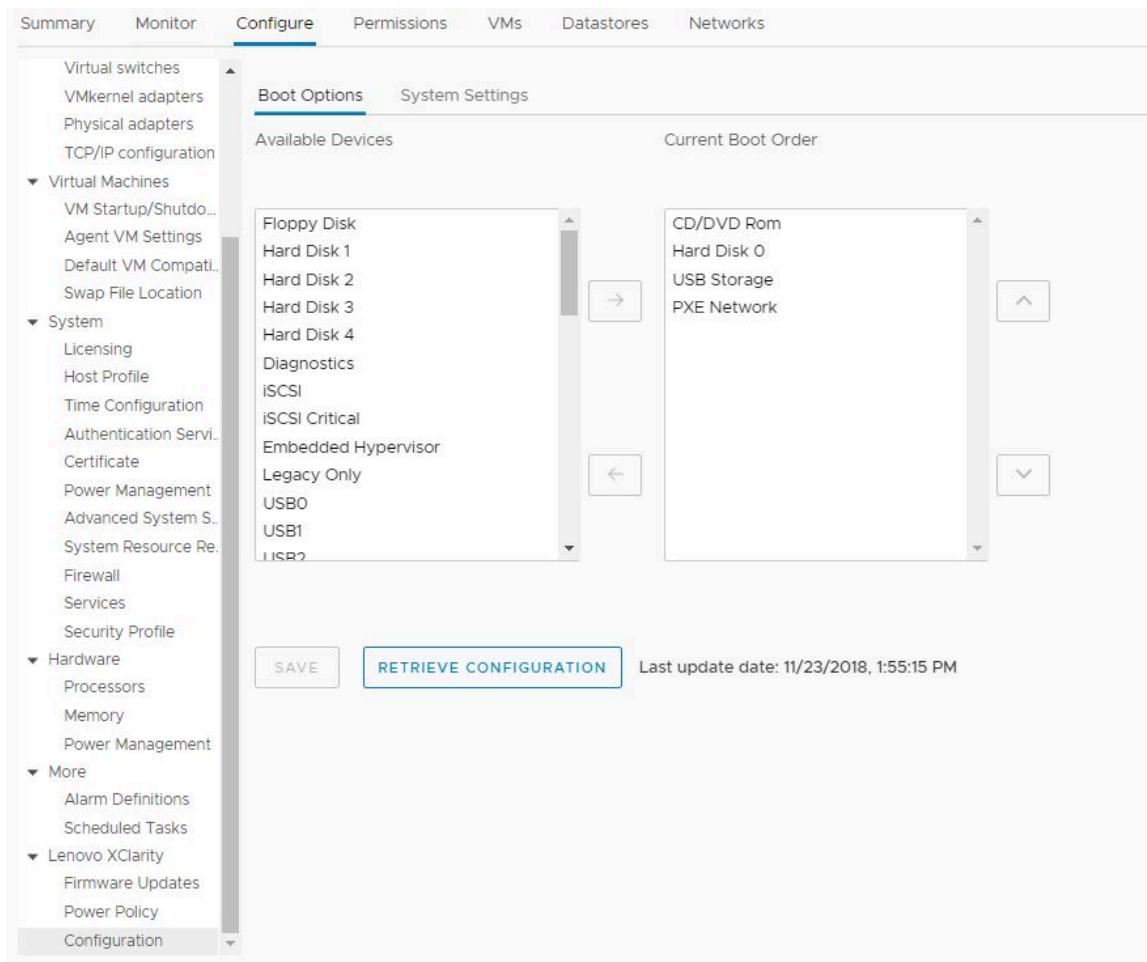 Summary Monitor Configure Permissions VMs Datastores Networks
Virtual switches
VMkernel adapters
Physical adapters
TCP/IP configuration
Virtual Machines
VM Startup/Shutdo...
Agent VM Settings
Default VM Compati..
Swap File Location
System
Licensing
Host Profile
Time Configuration
Authentication Servi..
Certificate
Power Management
Advanced System S..
System Resource Re.
Firewall
Services
Security Profile
Hardware
Processors
Memory
Power Management
More
Alarm Definitions
Scheduled Tasks
Lenovo XClarity
Firmware Updates
Power Policy
Configuration
Boot Options System Settings
Available Devices
Floppy Disk
Hard Disk 1
Hard Disk 2
Hard Disk 3
Hard Disk 4
Diagnostics
iSCSI
iSCSI Critical
Embedded Hypervisor
Legacy Only
USB0
USB1
USB2
Current Boot Order
CD/DVD Rom
Hard Disk 0
USB Storage
PXE Network
SAVE RETRIEVE CONFIGURATION Last update date: 11/23/2018, 1:55:15 PM